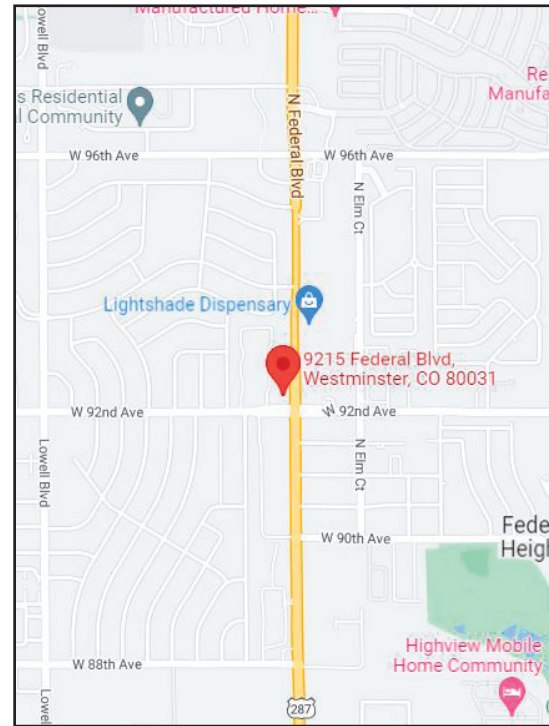 Manufactured Home...
Lowell Blvd
N Federal Blvd
Re
Manufa
s Residential
l Community
W 96th Ave
W 96th Ave
N Elm Ct
Lightshade Dispensary
9215 Federal Blvd,
Westminster, CO 80031
W 92nd Ave
W 92nd Ave
Lowell Blvd
N Elm Ct
Fede
Heigh
W 90th Ave
Highview Mobile
Home Community
W 88th Ave
Lowel
287